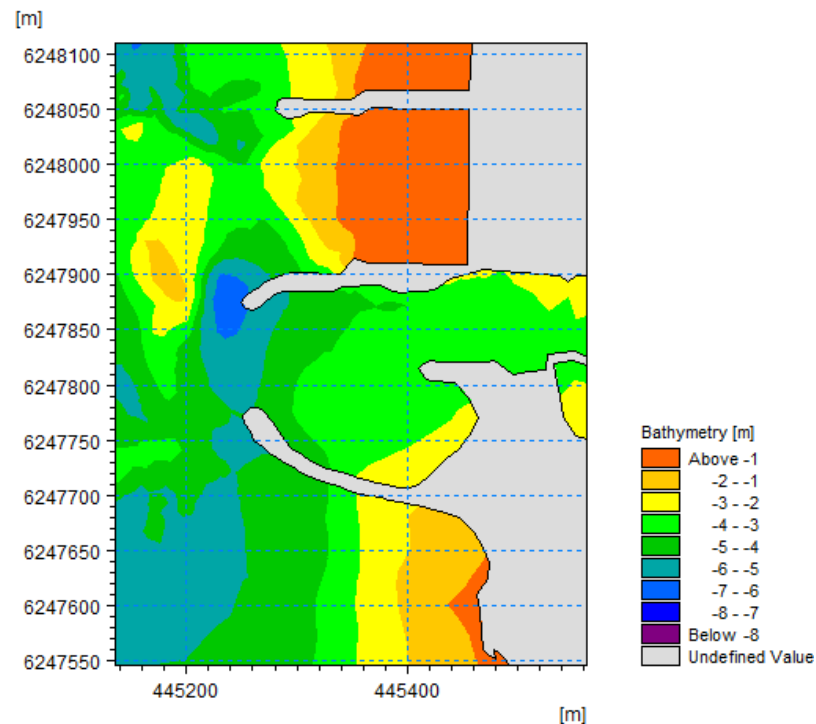 [m]
6248100
6248050
6248000
6247950
6247900
6247850
6247800
6247750
6247700
6247650
6247600
6247550
445200 445400
[m]
Bathymetry [m]
Above -1
-2 - -1
-3 - -2
-4 - -3
-5 - -4
-6 - -5
-7 - -6
-8 - -7
Below -8
Undefined Value